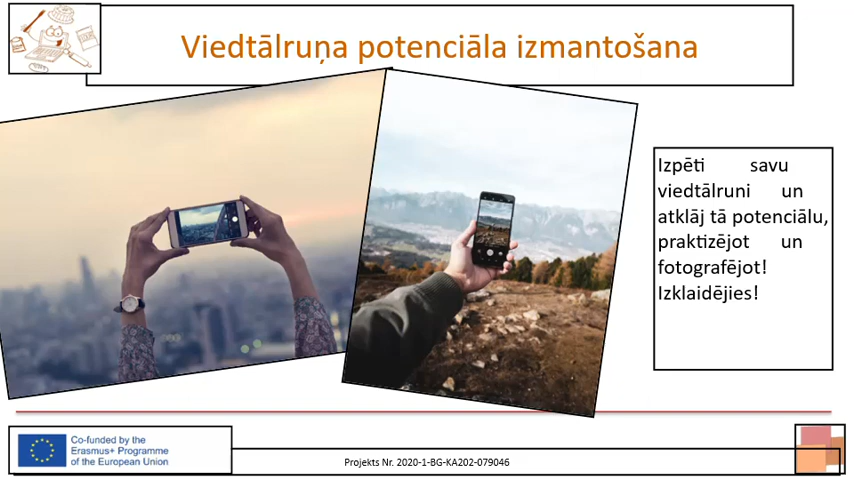 Viedtālruņa potenciāla izmantošana
Izpēti savu
viedtālruni un
atklāj tā potenciālu,
praktizējot un
fotografējot!
Izklaidējies!
Co-funded by the
Erasmus+ Programme
of the European Union
Projekts Nr. 2020-1-BG-KA202-079046